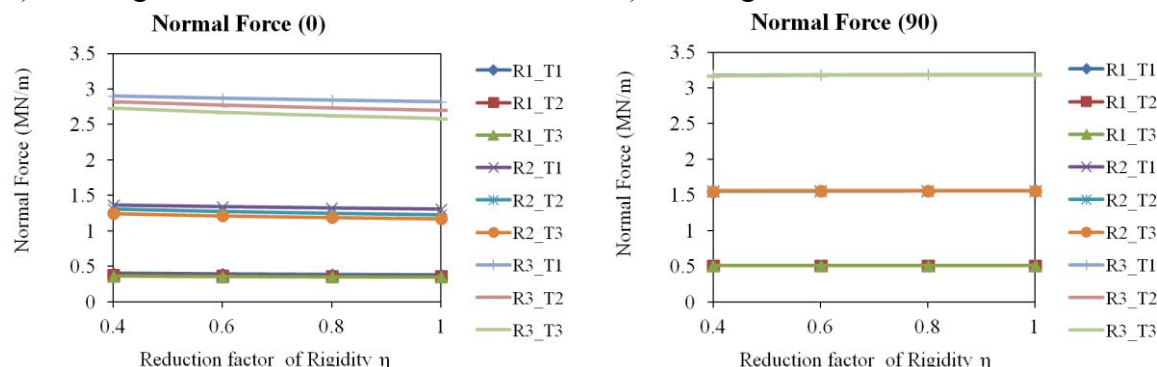 Normal Force (0)
Normal Force (MN/m)
3.5
3
2.5
2
1.5
1
0.5
0
0.4
0.6
0.8
1
Reduction factor of Rigidity η
R1_T1
R1_T2
R1_T3
R2_T1
R2_T2
R2_T3
R3_T1
R3_T2
R3_T3
Normal Force (90)
Normal Force (MN/m)
3.5
3
2.5
2
1.5
1
0.5
0
0.4
0.6
0.8
1
Reduction factor of Rigidity η
R1_T1
R1_T2
R1_T3
R2_T1
R2_T2
R2_T3
R3_T1
R3_T2
R3_T3